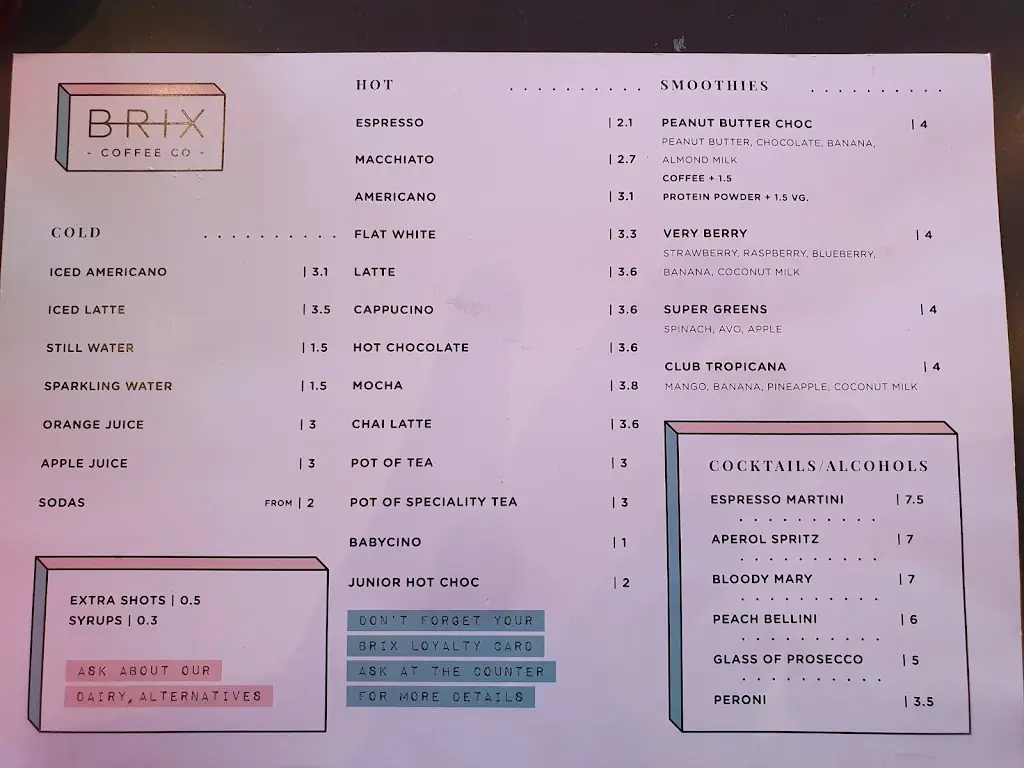 BRIX
- COFFEE CO -
COLD
ICED AMERICANO | 3.1
ICED LATTE | 3.5
STILL WATER | 1.5
SPARKLING WATER | 1.5
ORANGE JUICE | 3
APPLE JUICE | 3
SODAS FROM | 2
EXTRA SHOTS | 0.5
SYRUPS | 0.3
ASK ABOUT OUR
DAIRY, ALTERNATIVES
HOT
ESPRESSO | 2.1
MACCHIATO | 2.7
AMERICANO | 3.1
FLAT WHITE | 3.3
LATTE | 3.6
CAPPUCINO | 3.6
HOT CHOCOLATE | 3.6
MOCHA | 3.8
CHAI LATTE | 3.6
POT OF TEA | 3
POT OF SPECIALITY TEA | 3
BABYCINO | 1
JUNIOR HOT CHOC | 2
DON'T FORGET YOUR
BRIX LOYALTY CARD
ASK AT THE COUNTER
FOR MORE DETAILS
SMOOTHIES
PEANUT BUTTER CHOC | 4
PEANUT BUTTER, CHOCOLATE, BANANA,
ALMOND MILK
COFFEE + 1.5
PROTEIN POWDER + 1.5 VG.
VERY BERRY | 4
STRAWBERRY, RASPBERRY, BLUEBERRY,
BANANA, COCONUT MILK
SUPER GREENS | 4
SPINACH, AVO, APPLE
CLUB TROPICANA | 4
MANGO, BANANA, PINEAPPLE, COCONUT MILK
COCKTAILS/ALCOHOLS
ESPRESSO MARTINI | 7.5
APEROL SPRITZ | 7
BLOODY MARY | 7
PEACH BELLINI | 6
GLASS OF PROSECCO | 5
PERONI | 3.5